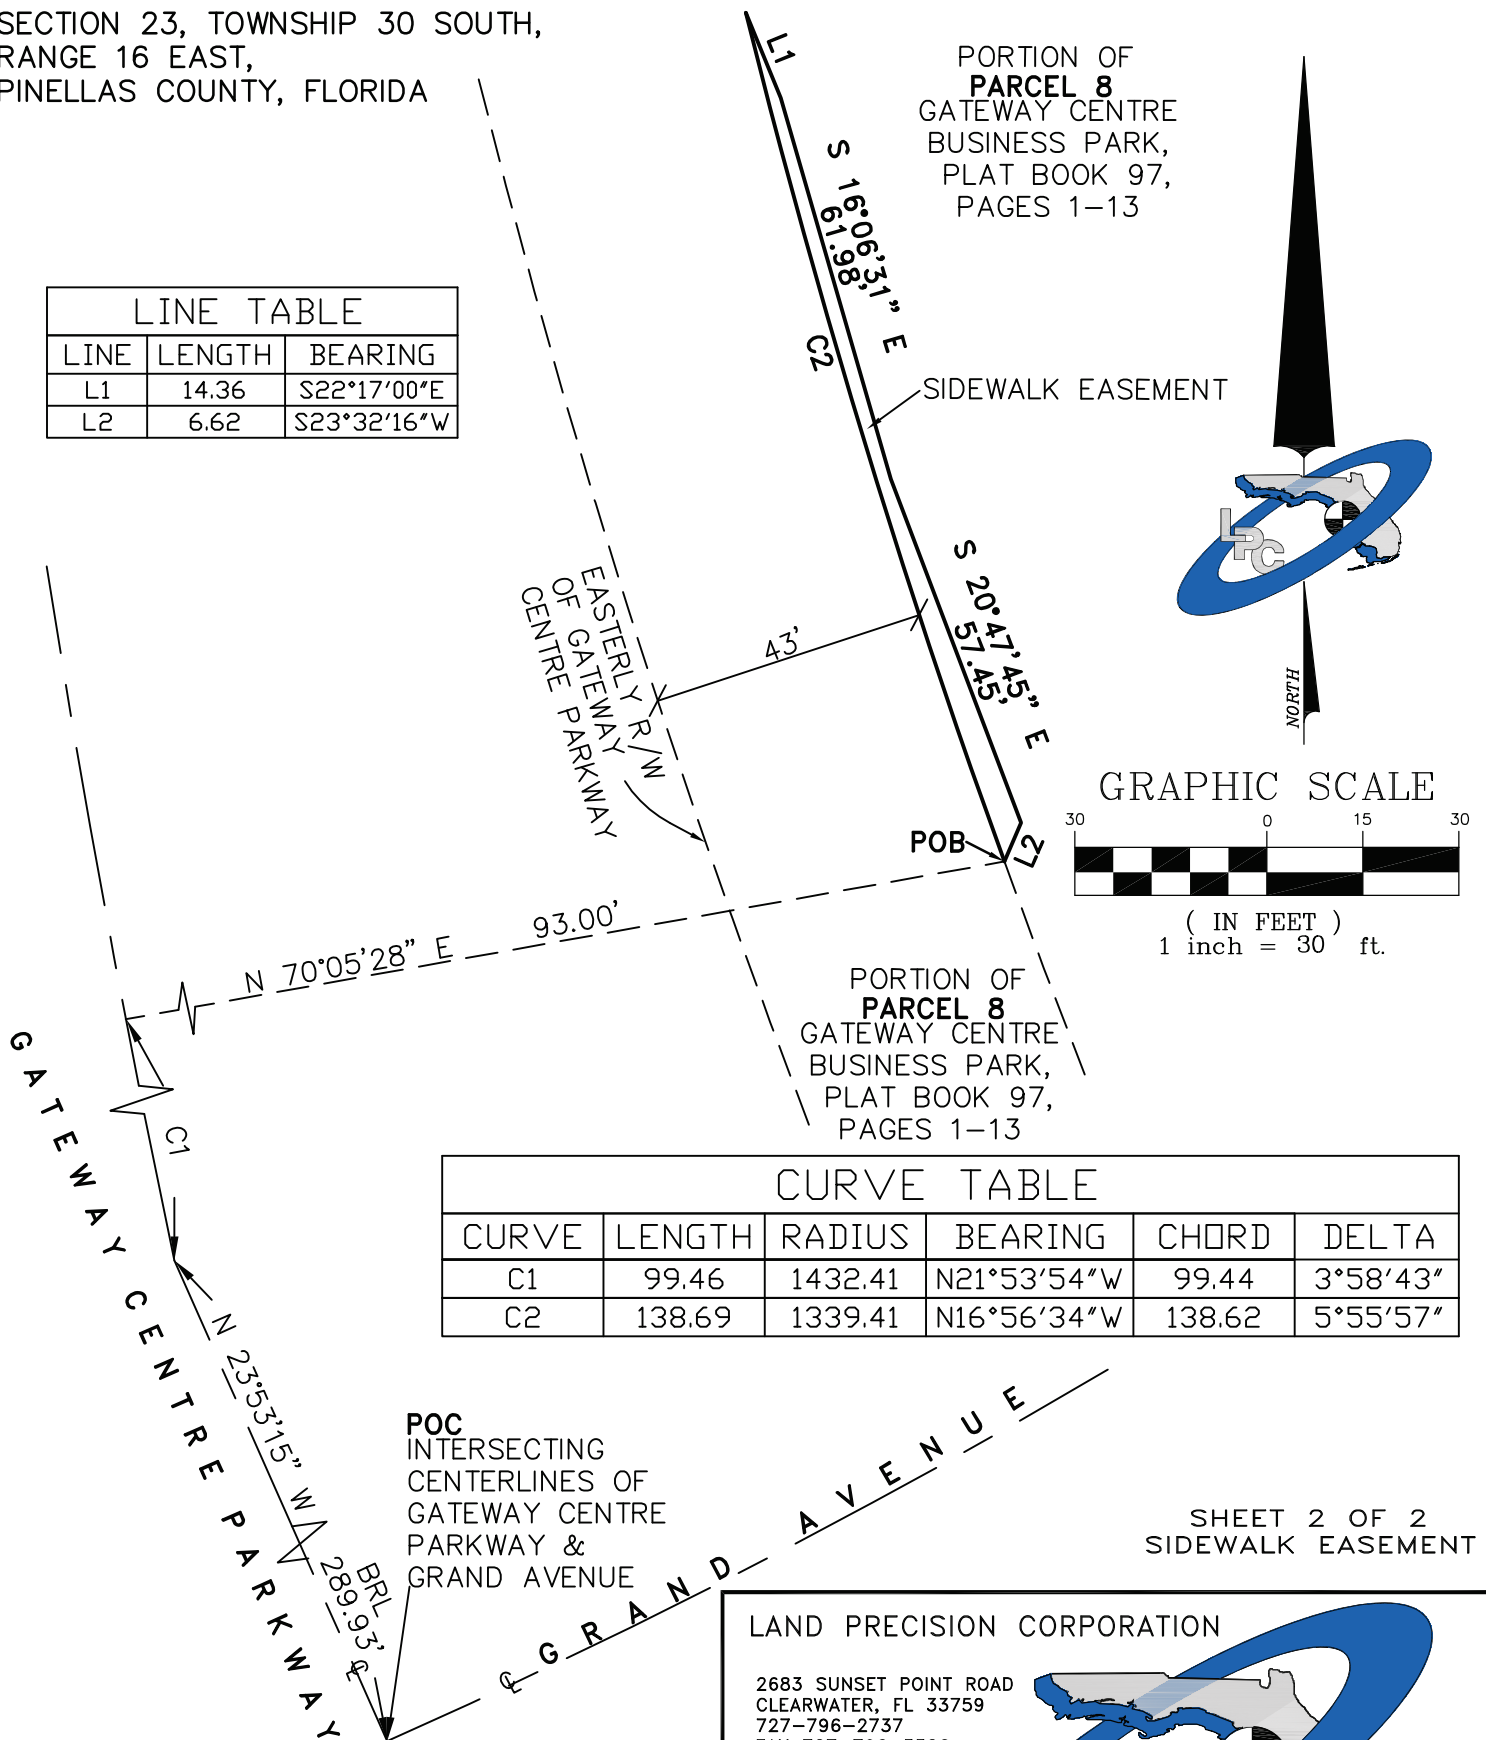 SECTION 23, TOWNSHIP 30 SOUTH,
RANGE 16 EAST,
PINELLAS COUNTY, FLORIDA
L1
PORTION OF
PARCEL 8
GATEWAY CENTRE
BUSINESS PARK,
PLAT BOOK 97,
PAGES 1-13
S 16°06'31" E
61.98'
C2
LINE TABLE
LINE LENGTH BEARING
L1 14.36 S22°17'00"E
L2 6.62 S23°32'16"W
SIDEWALK EASEMENT
LPC
NORTH
EASTERLY R/W
OF GATEWAY
CENTRE PARKWAY
43'
S 20°47'45" E
57.45'
GRAPHIC SCALE
30 0 15 30
( IN FEET )
1 inch = 30 ft.
POB
L2
N 70°05'28" E 93.00'
PORTION OF
PARCEL 8
GATEWAY CENTRE
BUSINESS PARK,
PLAT BOOK 97,
PAGES 1-13
C1
GATEWAY CENTRE PARKWAY
CURVE TABLE
CURVE LENGTH RADIUS BEARING CHORD DELTA
C1 99.46 1432.41 N21°53'54"W 99.44 3°58'43"
C2 138.69 1339.41 N16°56'34"W 138.62 5°55'57"
N 23°53'15" W 289.93'
BRL
℄
POC
INTERSECTING
CENTERLINES OF
GATEWAY CENTRE
PARKWAY &
GRAND AVENUE
℄ GRAND AVENUE
SHEET 2 OF 2
SIDEWALK EASEMENT
LAND PRECISION CORPORATION
2683 SUNSET POINT ROAD
CLEARWATER, FL 33759
727-796-2737